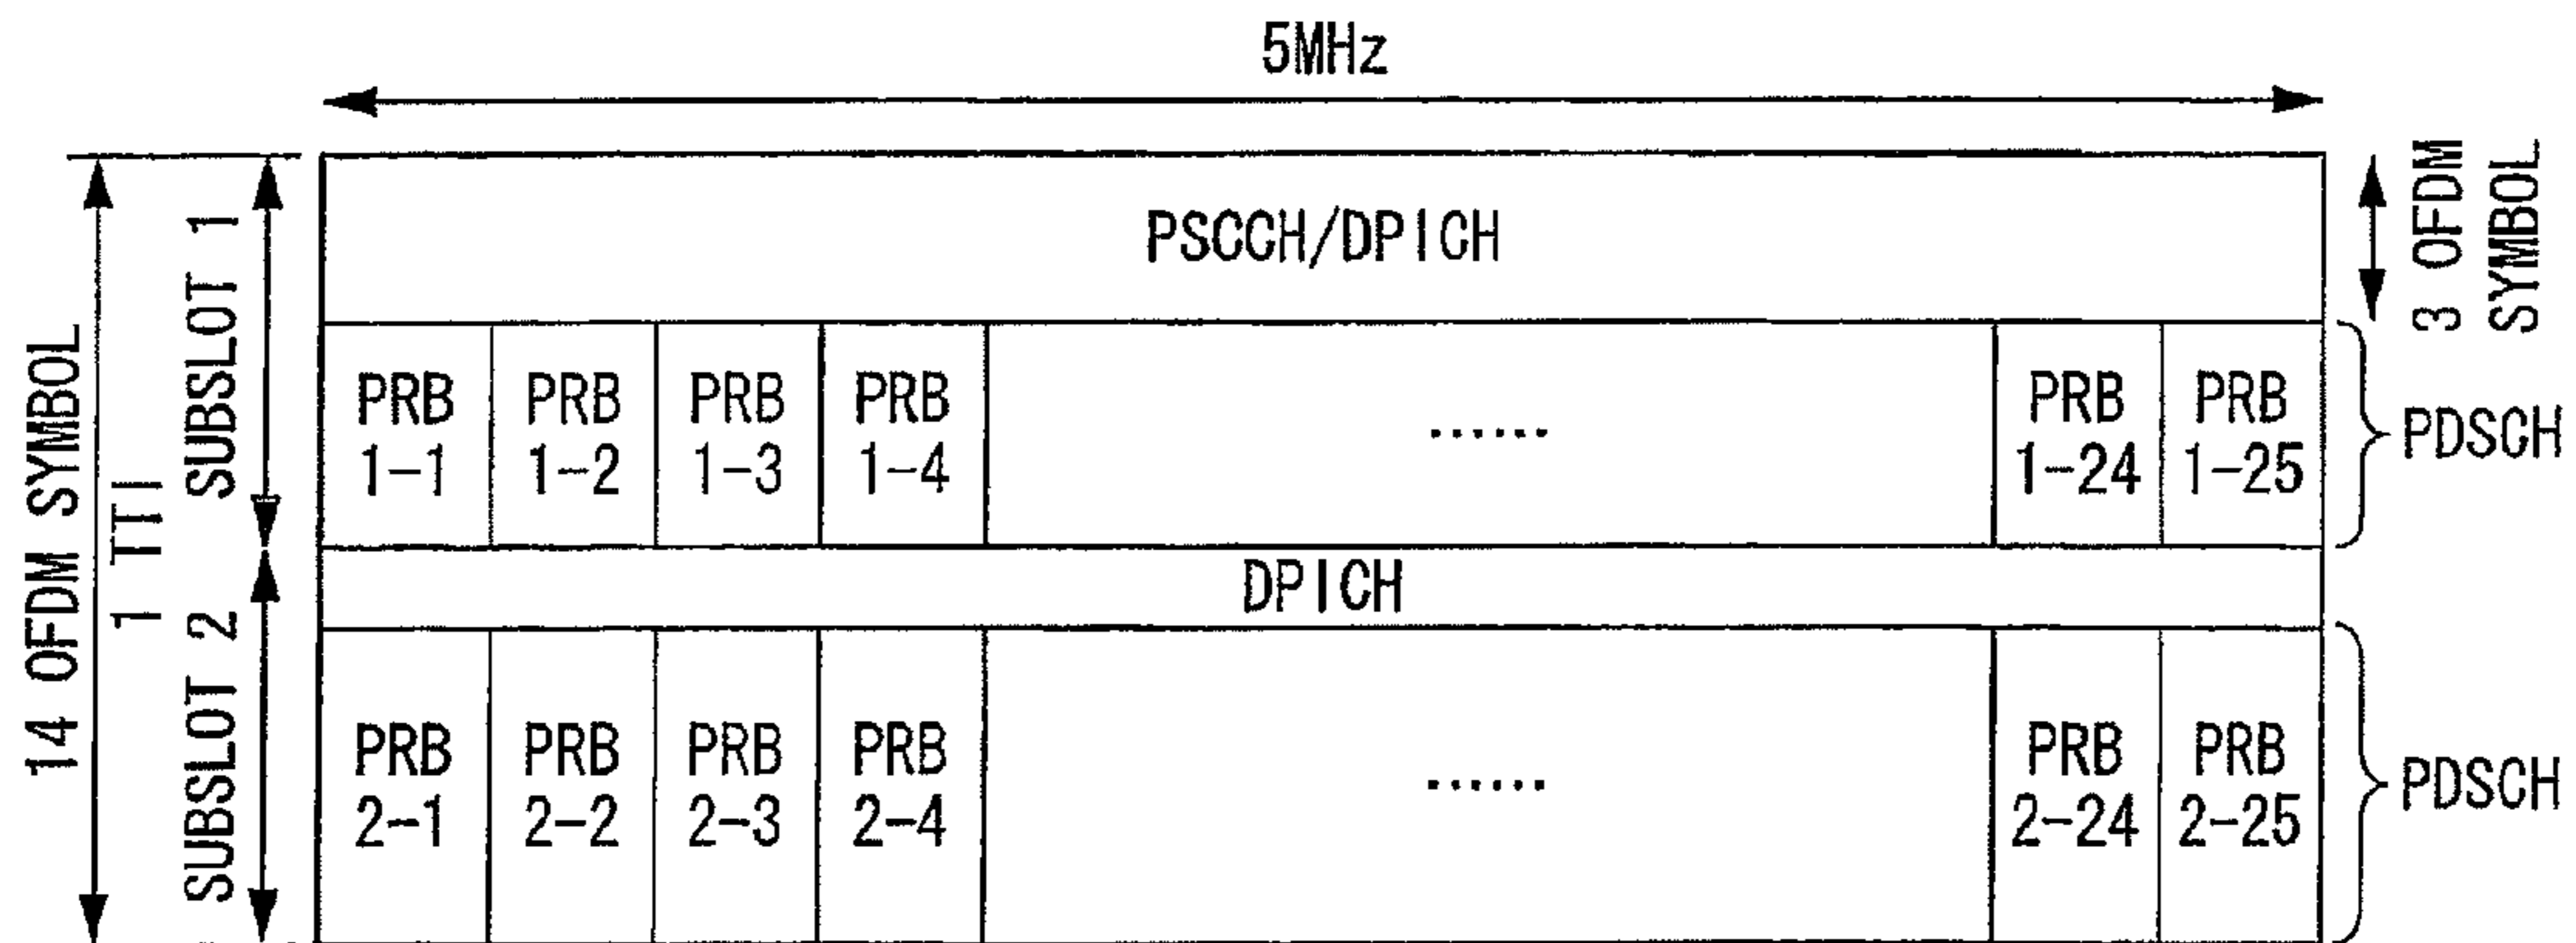 5MHz
14 OFDM SYMBOL
1 TTI
SUBSLOT 1
PSCCH/DPICH
3 OFDM
SYMBOL
PRB
1-1
PRB
1-2
PRB
1-3
PRB
1-4
......
PRB
1-24
PRB
1-25
PDSCH
SUBSLOT 2
DPICH
PRB
2-1
PRB
2-2
PRB
2-3
PRB
2-4
......
PRB
2-24
PRB
2-25
PDSCH